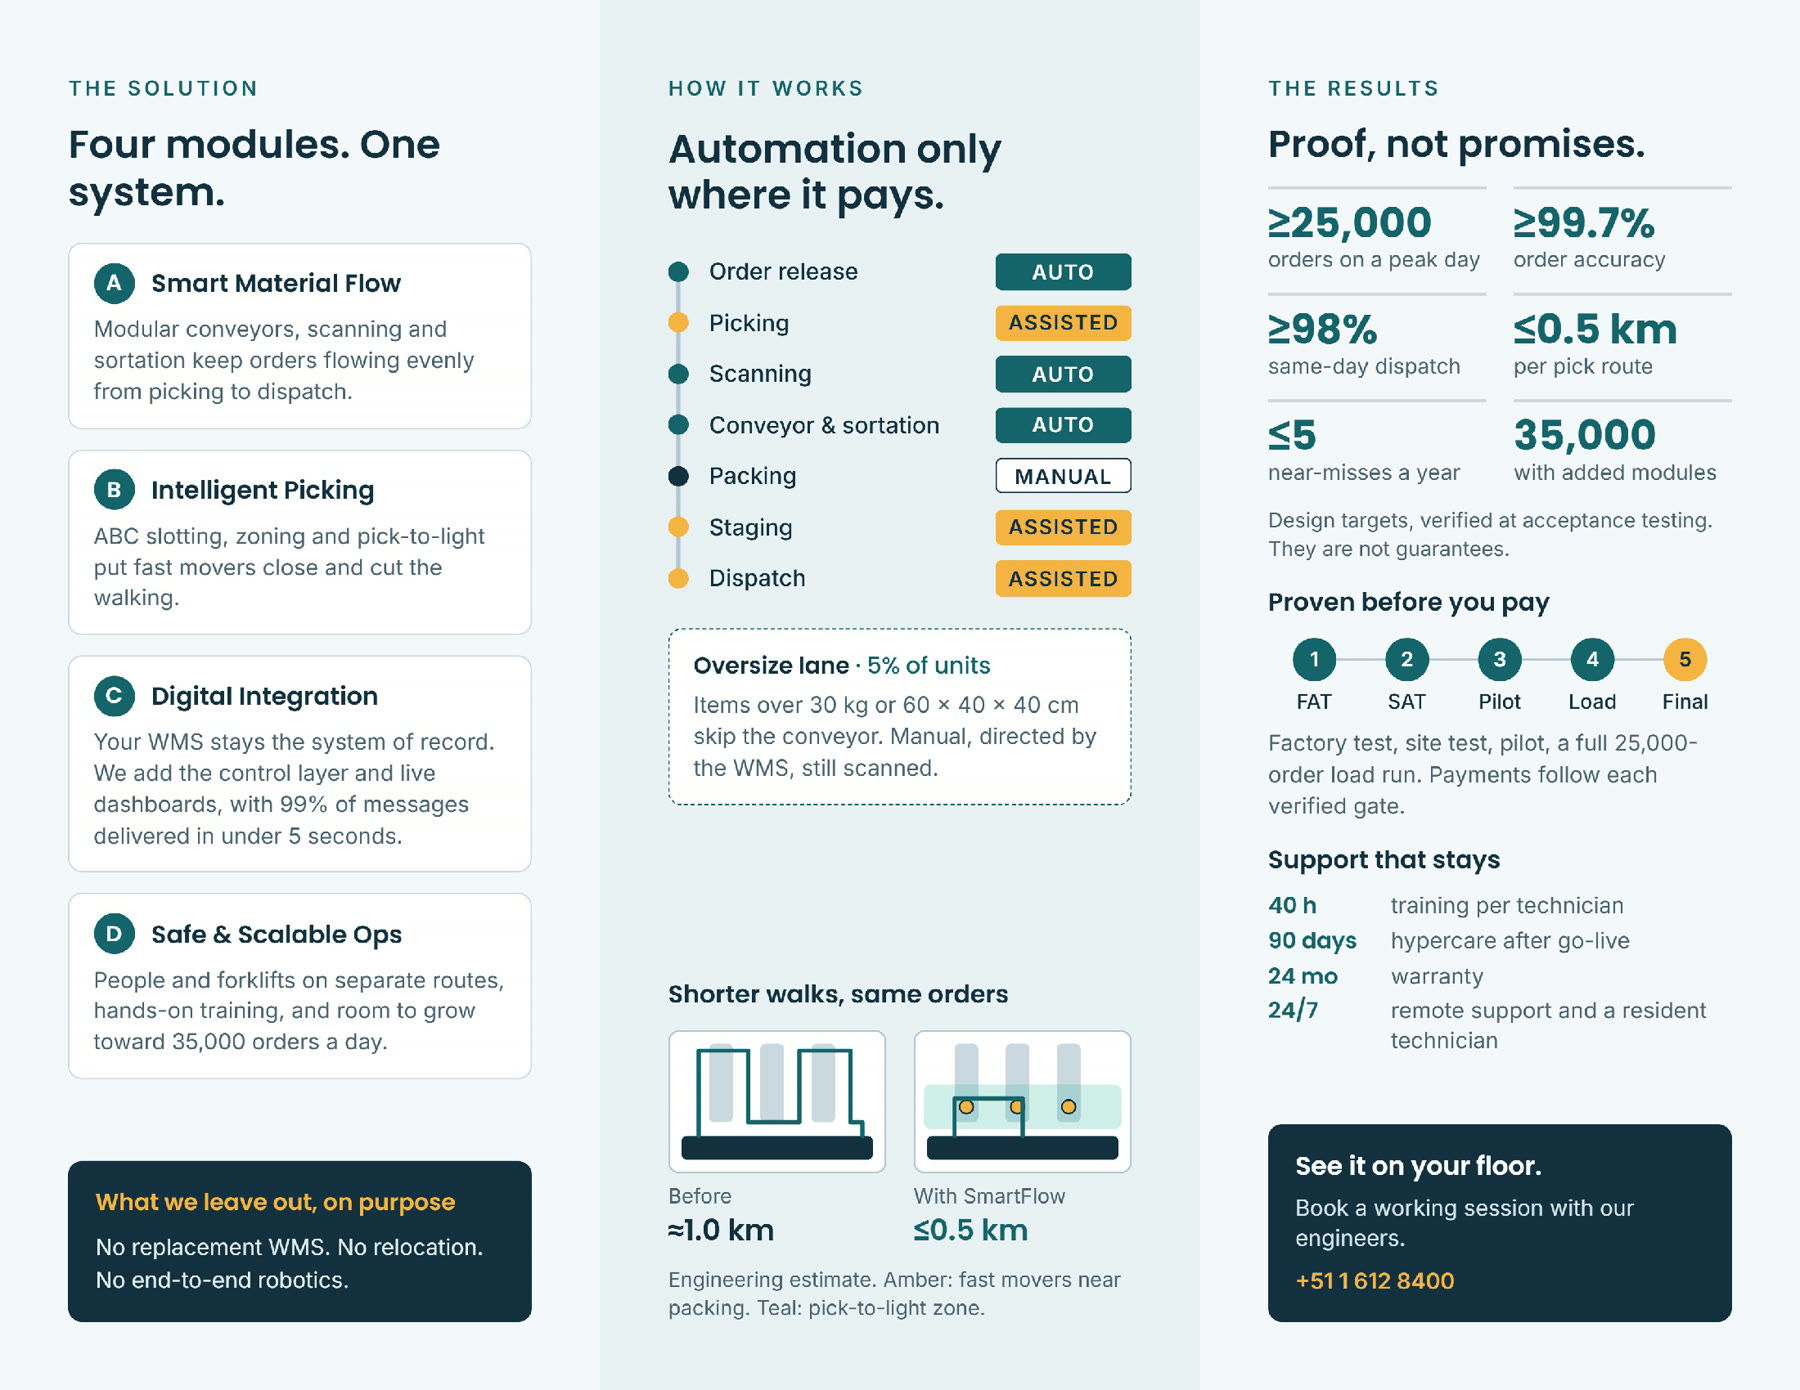 THE SOLUTION
Four modules. One
system.
A Smart Material Flow
Modular conveyors, scanning and
sortation keep orders flowing evenly
from picking to dispatch.
B Intelligent Picking
ABC slotting, zoning and pick-to-light
put fast movers close and cut the
walking.
C Digital Integration
Your WMS stays the system of record.
We add the control layer and live
dashboards, with 99% of messages
delivered in under 5 seconds.
D Safe & Scalable Ops
People and forklifts on separate routes,
hands-on training, and room to grow
toward 35,000 orders a day.
What we leave out, on purpose
No replacement WMS. No relocation.
No end-to-end robotics.
HOW IT WORKS
Automation only
where it pays.
Order release AUTO
Picking ASSISTED
Scanning AUTO
Conveyor & sortation AUTO
Packing MANUAL
Staging ASSISTED
Dispatch ASSISTED
Oversize lane · 5% of units
Items over 30 kg or 60 × 40 × 40 cm
skip the conveyor. Manual, directed by
the WMS, still scanned.
Shorter walks, same orders
Before
≈1.0 km
With SmartFlow
≤0.5 km
Engineering estimate. Amber: fast movers near
packing. Teal: pick-to-light zone.
THE RESULTS
Proof, not promises.
≥25,000
orders on a peak day
≥99.7%
order accuracy
≥98%
same-day dispatch
≤0.5 km
per pick route
≤5
near-misses a year
35,000
with added modules
Design targets, verified at acceptance testing.
They are not guarantees.
Proven before you pay
1 2 3 4 5
FAT SAT Pilot Load Final
Factory test, site test, pilot, a full 25,000-
order load run. Payments follow each
verified gate.
Support that stays
40 h training per technician
90 days hypercare after go-live
24 mo warranty
24/7 remote support and a resident
technician
See it on your floor.
Book a working session with our
engineers.
+51 1 612 8400